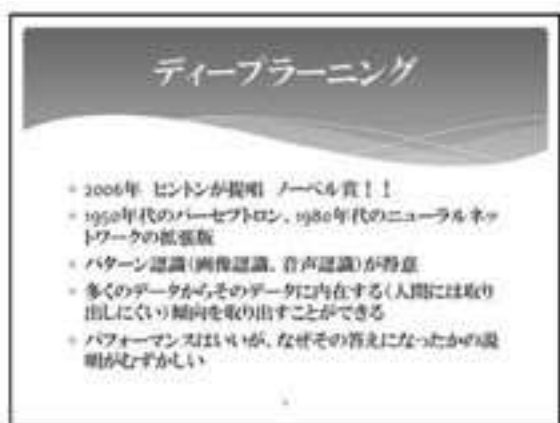 ディープラーニング
* 2006年 ヒントンが提唱 ノーベル賞！！
* 1950年代のパーセプトロン、1980年代のニューラルネッ
トワークの拡張版
* パターン認識(画像認識、音声認識)が得意
* 多くのデータからそのデータに内在する(人間には取り
出しにくい)傾向を取り出すことができる
* パフォーマンスはいいが、なぜその答えになったかの説
明がむずかしい